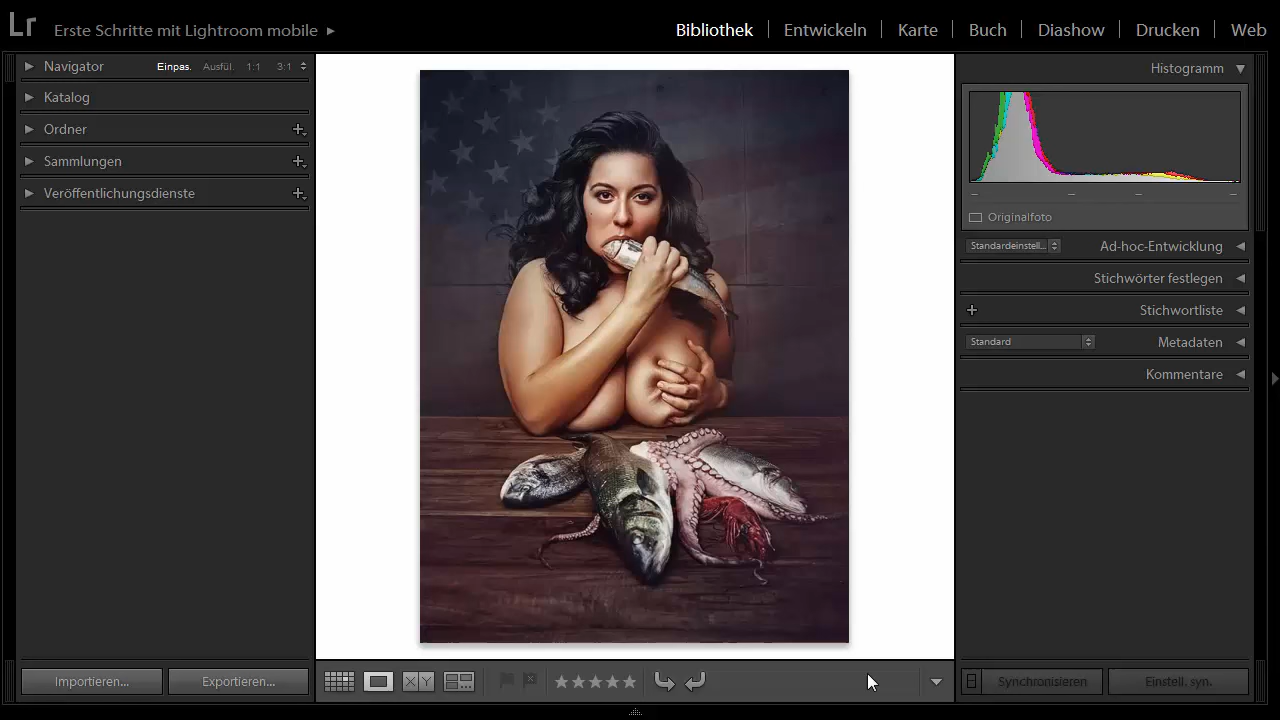 Lr Erste Schritte mit Lightroom mobile
Bibliothek Entwickeln Karte Buch Diashow Drucken Web
Navigator Einpas. Ausfül. 1:1 3:1
Katalog
Ordner
Sammlungen
Veröffentlichungsdienste
Histogramm
Originalfoto
Standardeinstell... Ad-hoc-Entwicklung
Stichwörter festlegen
Stichwortliste
Standard Metadaten
Kommentare
Importieren... Exportieren...
X Y
Synchronisieren Einstell. syn.